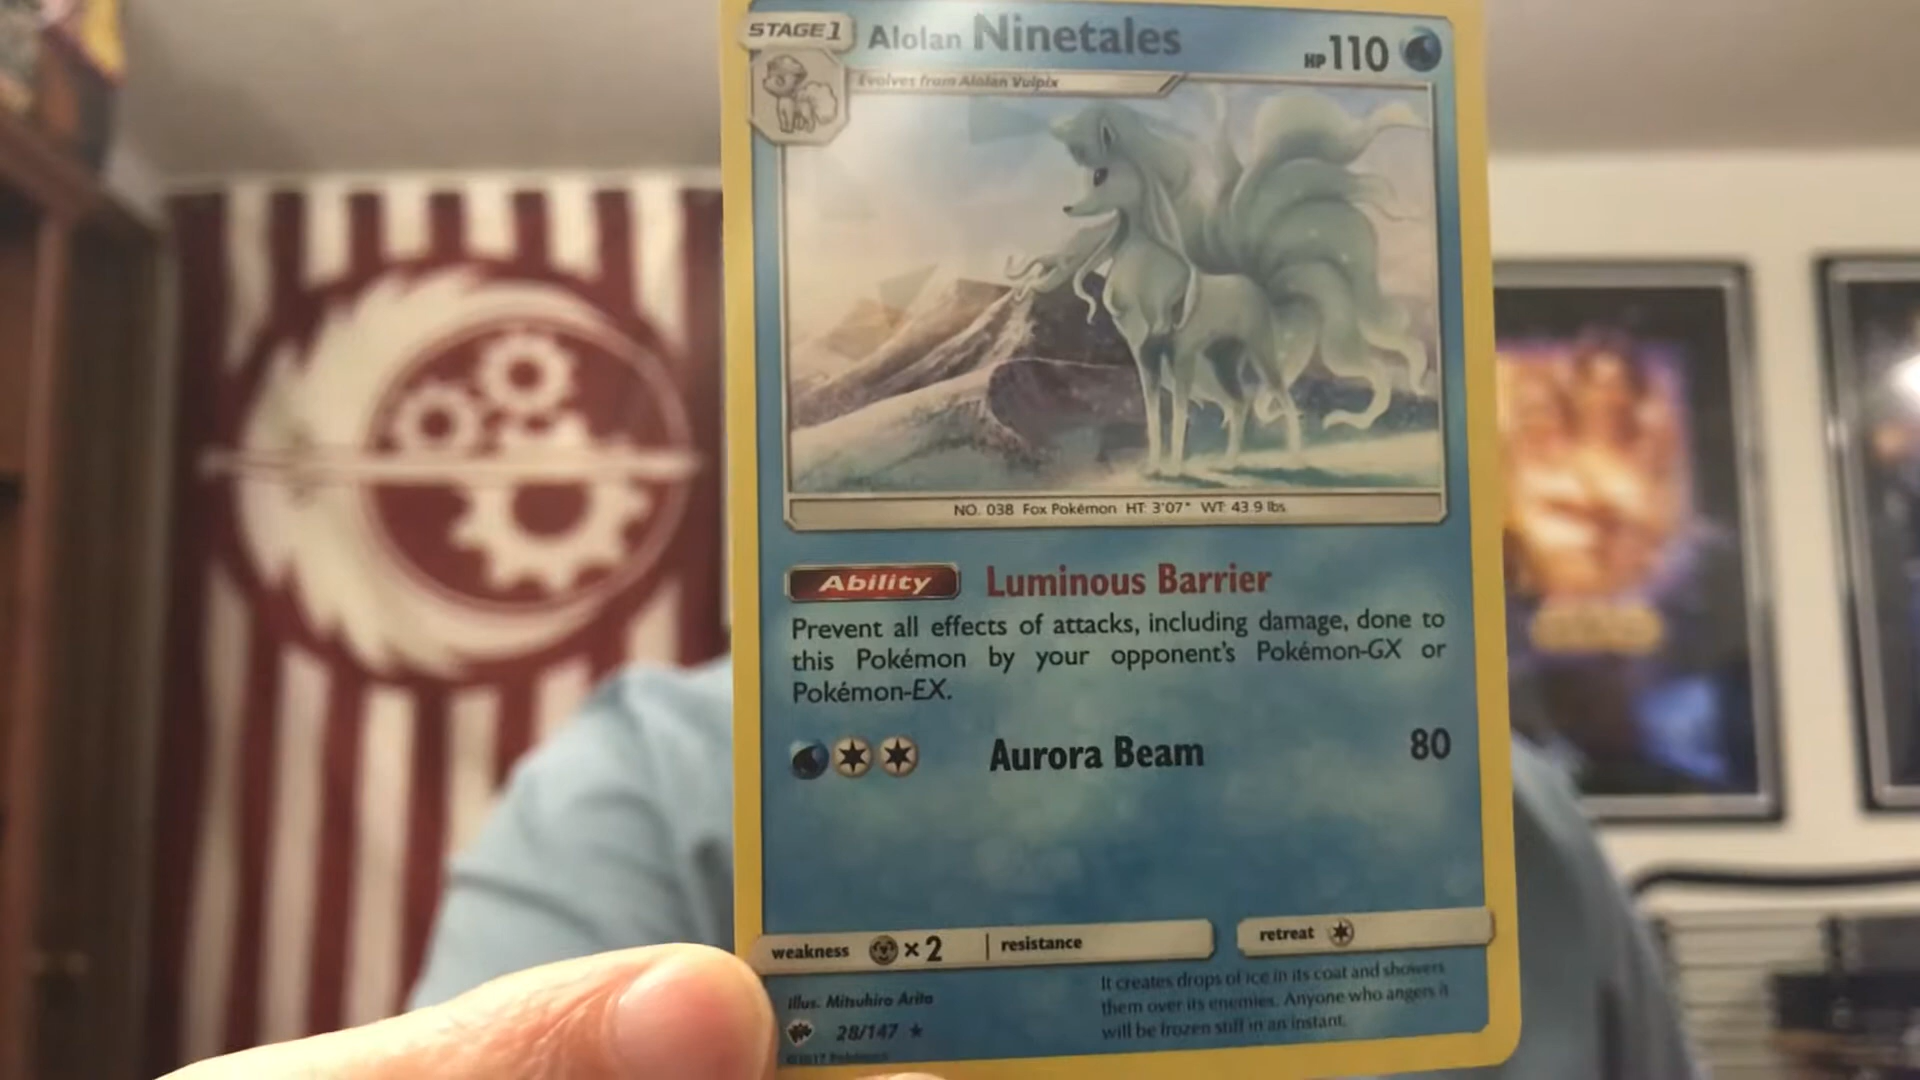 STAGE1 Alolan Ninetales HP110
Evolves from Alolan Vulpix
NO. 038 Fox Pokémon HT: 3'07" WT: 43.9 lbs.
Ability Luminous Barrier
Prevent all effects of attacks, including damage, done to
this Pokémon by your opponent's Pokémon-GX or
Pokémon-EX.
Aurora Beam 80
weakness ×2 resistance retreat
Illus. Mitsuhiro Arita
28/147
It creates drops of ice in its coat and showers
them over its enemies. Anyone who angers it
will be frozen stiff in an instant.
©2017 Pokémon